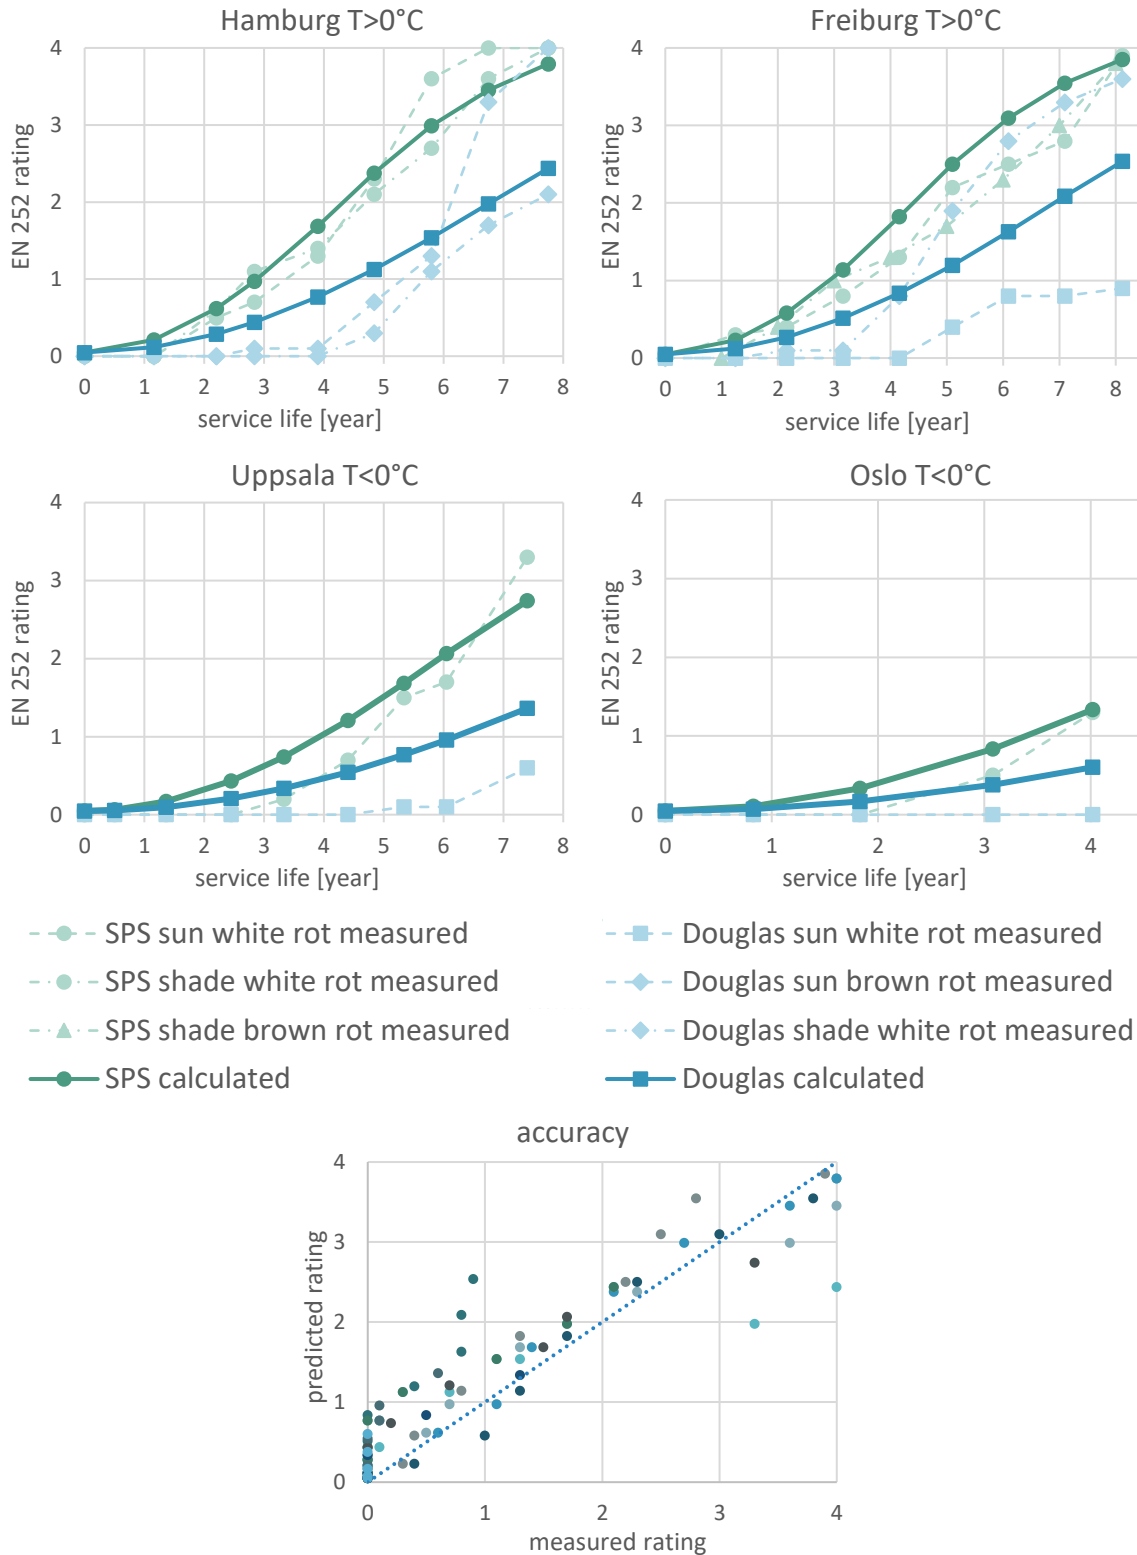 Hamburg T>0°C
Freiburg T>0°C
4
3
2
1
0
EN 252 rating
0 1 2 3 4 5 6 7 8
service life [year]
4
3
2
1
0
EN 252 rating
0 1 2 3 4 5 6 7 8
service life [year]
Uppsala T<0°C
Oslo T<0°C
4
3
2
1
0
EN 252 rating
0 1 2 3 4 5 6 7 8
service life [year]
4
3
2
1
0
EN 252 rating
0 1 2 3 4
service life [year]
SPS sun white rot measured
Douglas sun white rot measured
SPS shade white rot measured
Douglas sun brown rot measured
SPS shade brown rot measured
Douglas shade white rot measured
SPS calculated
Douglas calculated
accuracy
4
3
2
1
0
predicted rating
0 1 2 3 4
measured rating